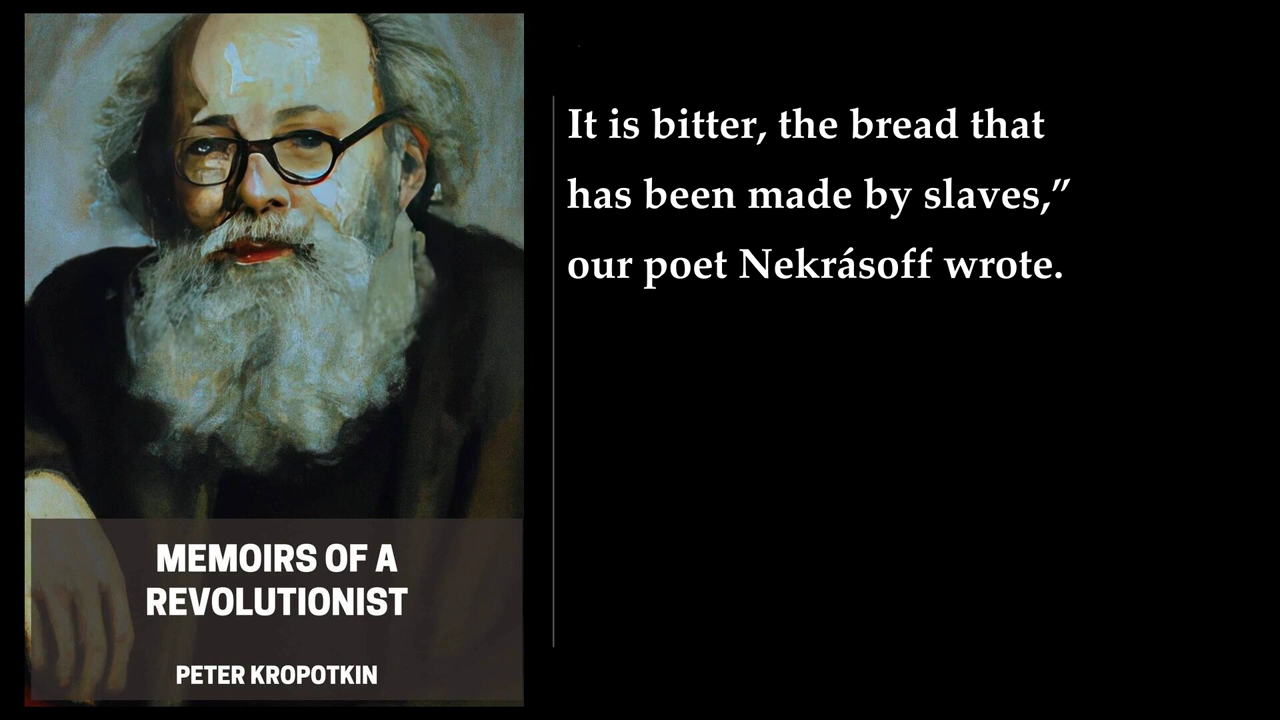 It is bitter, the bread that
has been made by slaves,”
our poet Nekrásoff wrote.
MEMOIRS OF A
REVOLUTIONIST
PETER KROPOTKIN